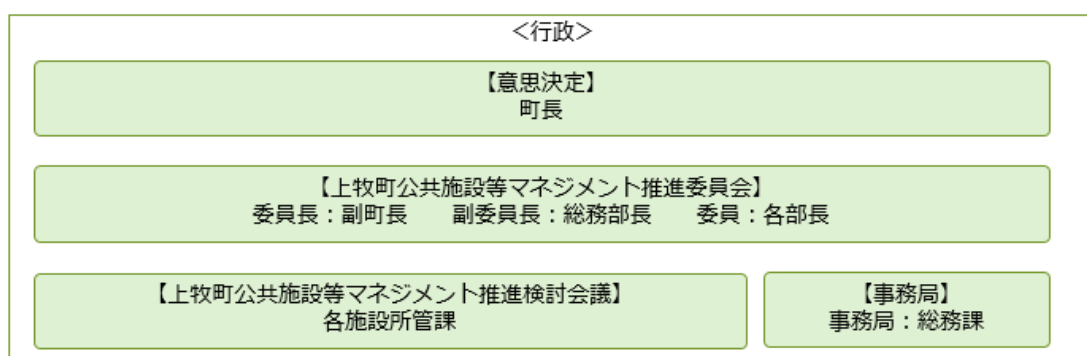 ＜行政＞
【意思決定】
町長
【上牧町公共施設等マネジメント推進委員会】
委員長：副町長　　副委員長：総務部長　　委員：各部長
【上牧町公共施設等マネジメント推進検討会議】
各施設所管課
【事務局】
事務局：総務課